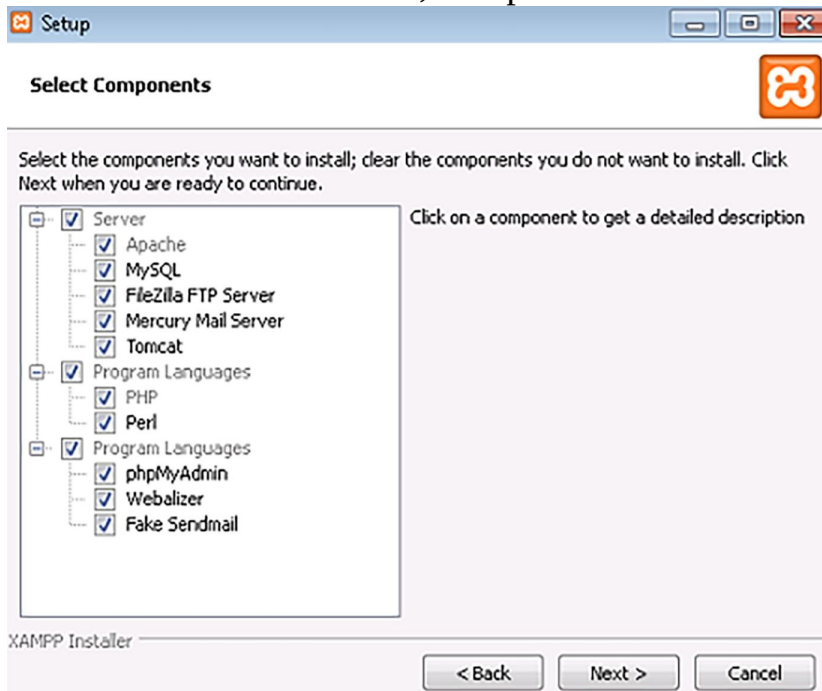 Setup
Select Components
Select the components you want to install; clear the components you do not want to install. Click
Next when you are ready to continue.
Server
Apache
MySQL
FileZilla FTP Server
Mercury Mail Server
Tomcat
Program Languages
PHP
Perl
Program Languages
phpMyAdmin
Webalizer
Fake Sendmail
Click on a component to get a detailed description
XAMPP Installer
< Back
Next >
Cancel